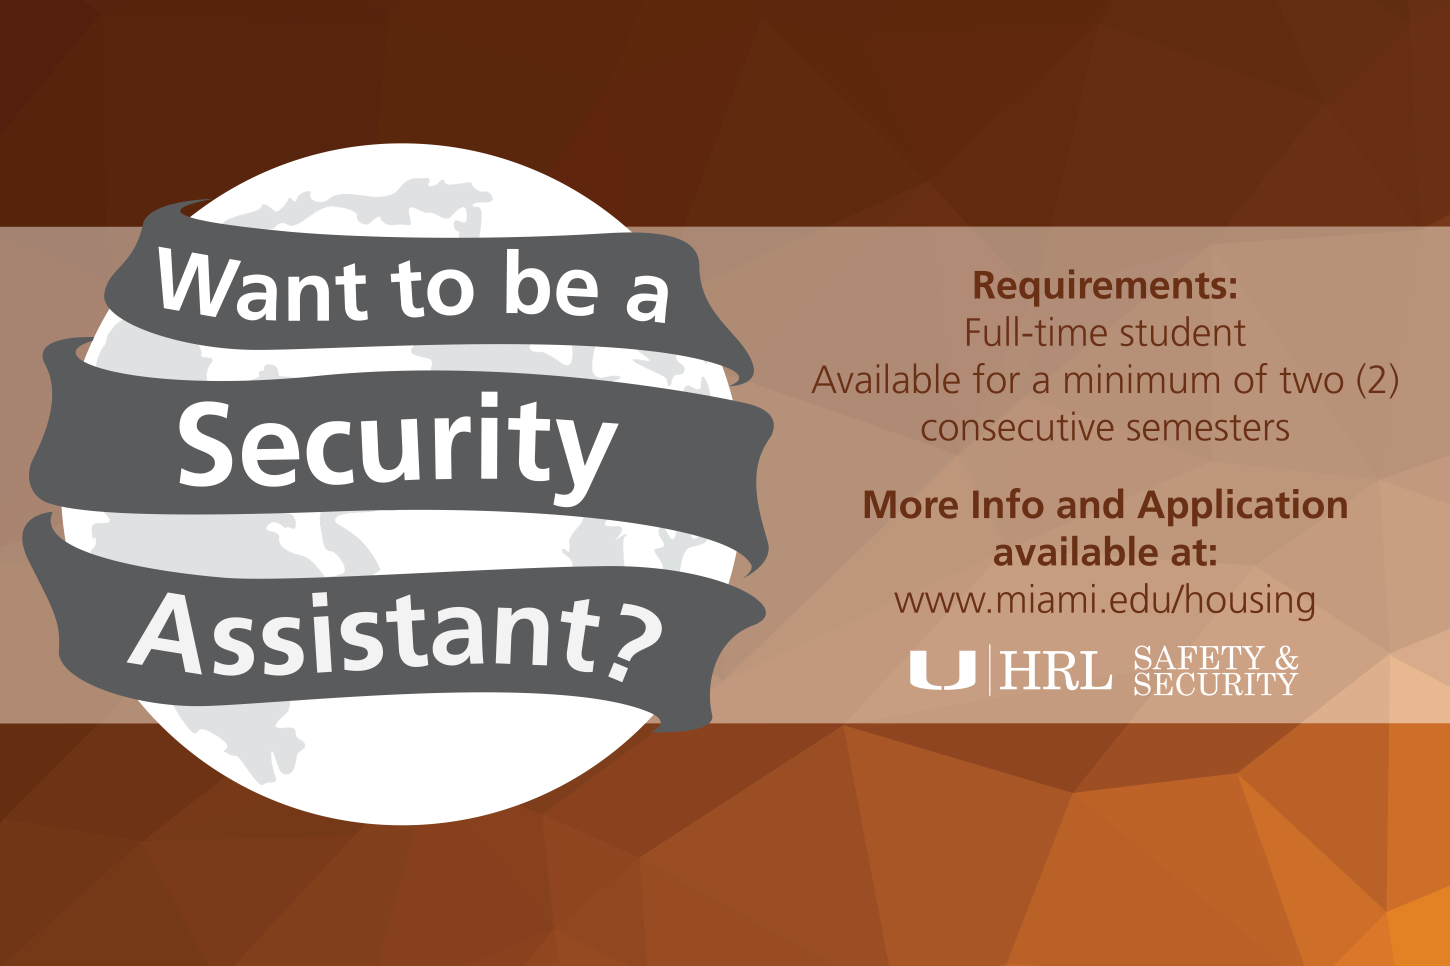 Want to be a
Security
Assistant?
Requirements:
Full-time student
Available for a minimum of two (2)
consecutive semesters
More Info and Application
available at:
www.miami.edu/housing
U HRL SAFETY &
SECURITY